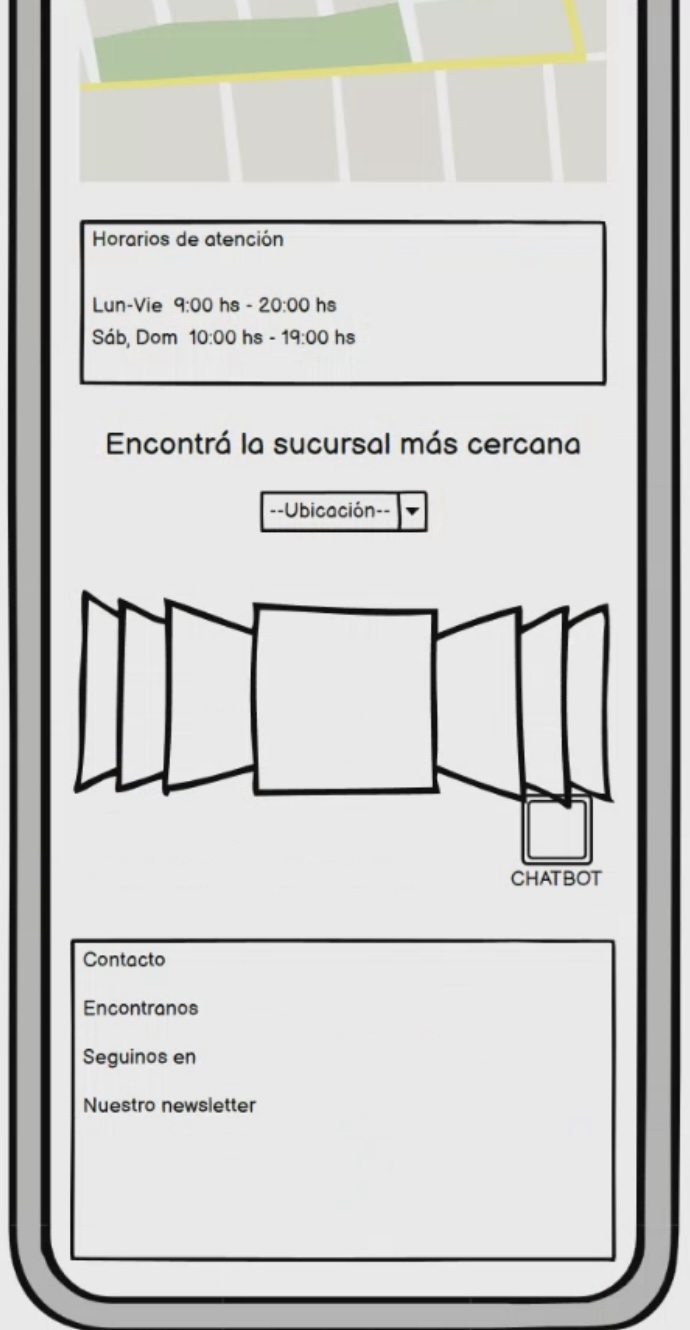 Horarios de atención
Lun-Vie 9:00 hs - 20:00 hs
Sáb, Dom 10:00 hs - 19:00 hs
Encontrá la sucursal más cercana
--Ubicación--
CHATBOT
Contacto
Encontranos
Seguinos en
Nuestro newsletter